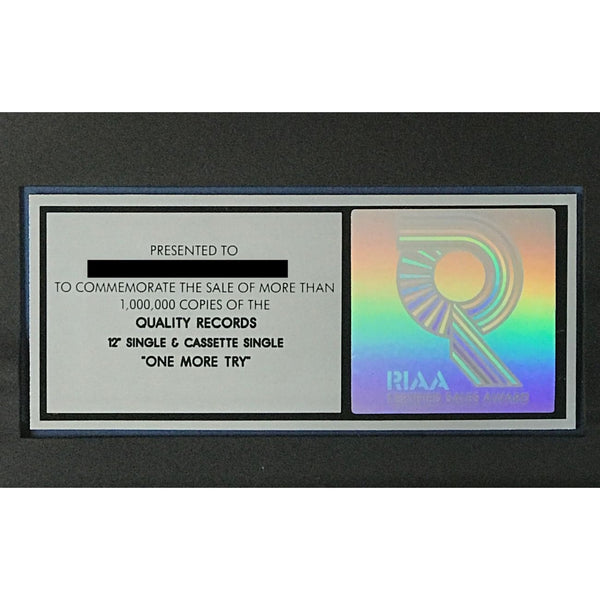 PRESENTED TO
TO COMMEMORATE THE SALE OF MORE THAN
1,000,000 COPIES OF THE
QUALITY RECORDS
12" SINGLE & CASSETTE SINGLE
"ONE MORE TRY"
RIAA
CERTIFIED SALES AWARD